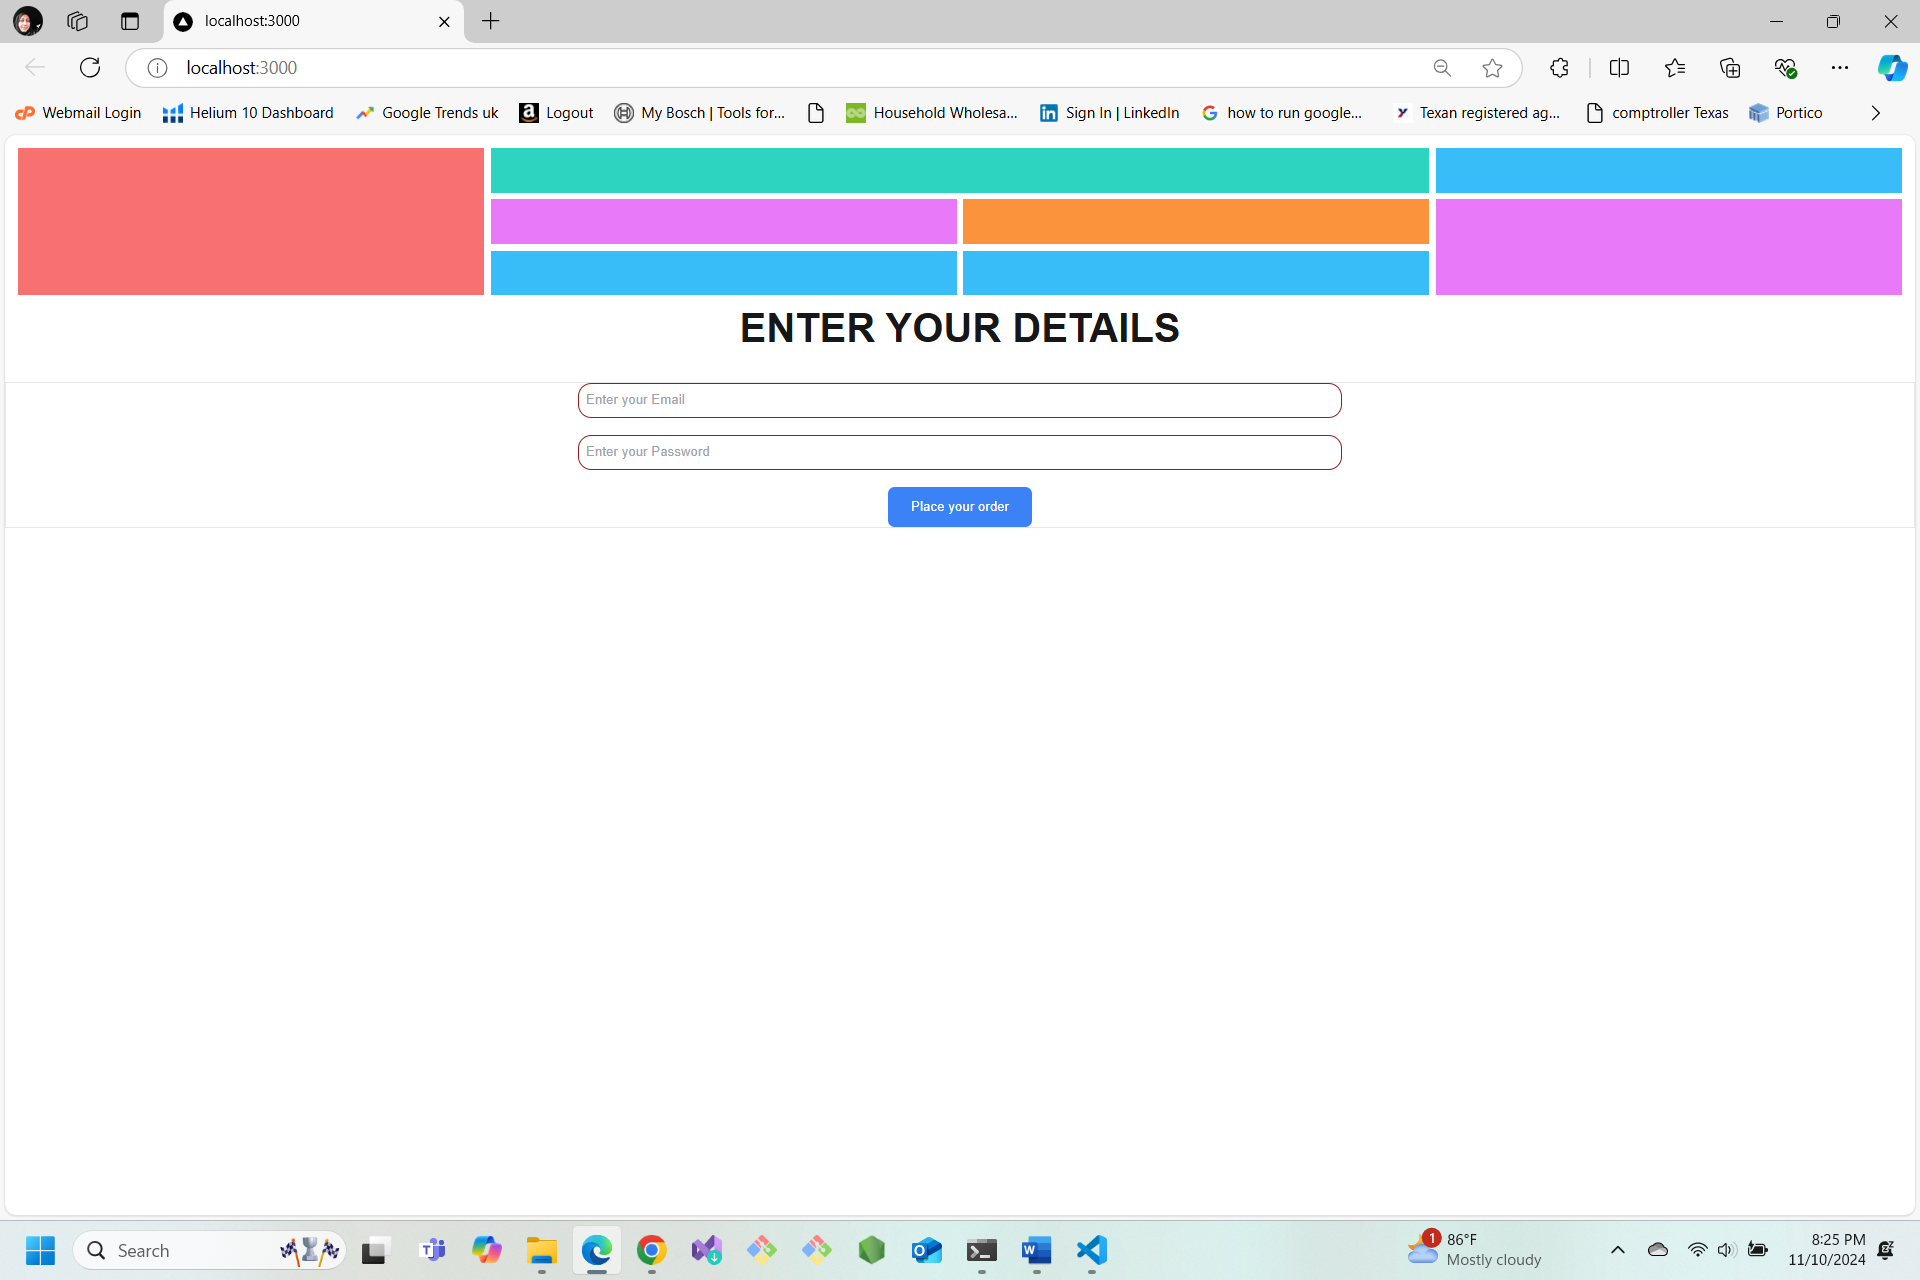 localhost:3000
localhost:3000
Webmail Login Helium 10 Dashboard Google Trends uk Logout My Bosch | Tools for... Household Wholesa... Sign In | LinkedIn how to run google... Texan registered ag... comptroller Texas Portico
ENTER YOUR DETAILS
Enter your Email
Enter your Password
Place your order
Search
1 86°F
Mostly cloudy
8:25 PM
11/10/2024